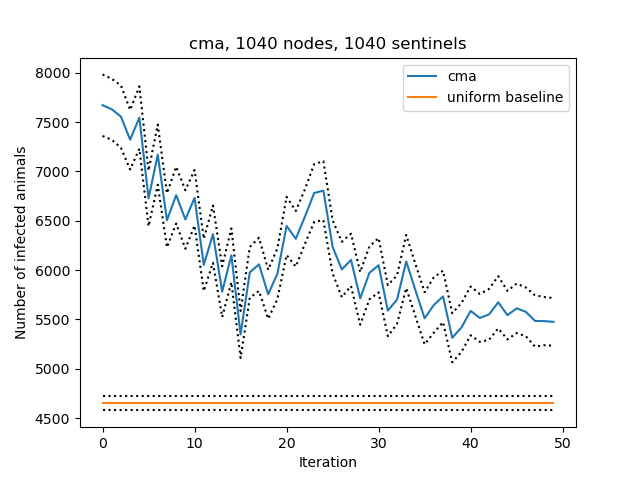 cma, 1040 nodes, 1040 sentinels
cma
uniform baseline
Number of infected animals
8000
7500
7000
6500
6000
5500
5000
4500
0 10 20 30 40 50
Iteration